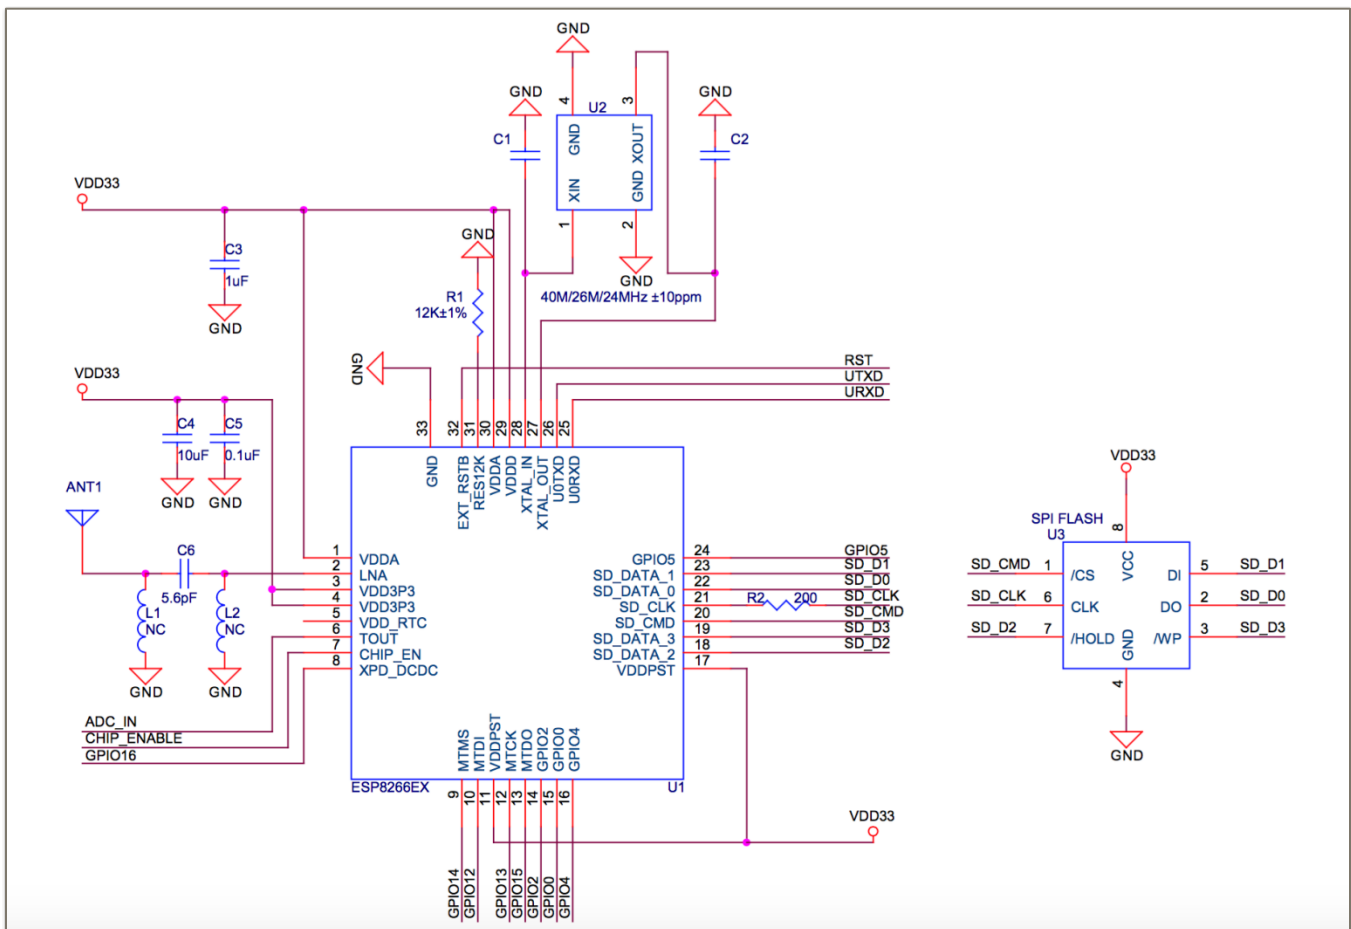 GND
GND
GND
4
3
U2
C1
GND
XOUT
C2
XIN
GND
1
2
VDD33
GND
GND
C3
1uF
GND
R1
12K±1%
40M/26M/24MHz ±10ppm
GND
RST
UTXD
URXD
VDD33
C4
10uF
C5
0.1uF
GND
GND
33
32
31
30
29
28
27
26
25
GND
EXT_RSTB
RES12K
VDDA
VDDD
XTAL_IN
XTAL_OUT
U0TXD
U0RXD
ANT1
C6
5.6pF
L1
NC
L2
NC
GND
GND
1 VDDA
2 LNA
3 VDD3P3
4 VDD3P3
5 VDD_RTC
6 TOUT
7 CHIP_EN
8 XPD_DCDC
GPIO5 24 GPIO5
SD_DATA_1 23 SD_D1
SD_DATA_0 22 SD_D0
SD_CLK 21 R2 200 SD_CLK
SD_CMD 20 SD_CMD
SD_DATA_3 19 SD_D3
SD_DATA_2 18 SD_D2
VDDPST 17
ADC_IN
CHIP_ENABLE
GPIO16
MTMS
MTDI
VDDPST
MTCK
MTDO
GPIO2
GPIO0
GPIO4
ESP8266EX
U1
9
10
11
12
13
14
15
16
GPIO14
GPIO12
GPIO13
GPIO15
GPIO2
GPIO0
GPIO4
VDD33
VDD33
SPI FLASH
U3
8
VCC
SD_CMD 1 /CS
SD_CLK 6 CLK
SD_D2 7 /HOLD
DI 5 SD_D1
DO 2 SD_D0
/WP 3 SD_D3
GND
4
GND